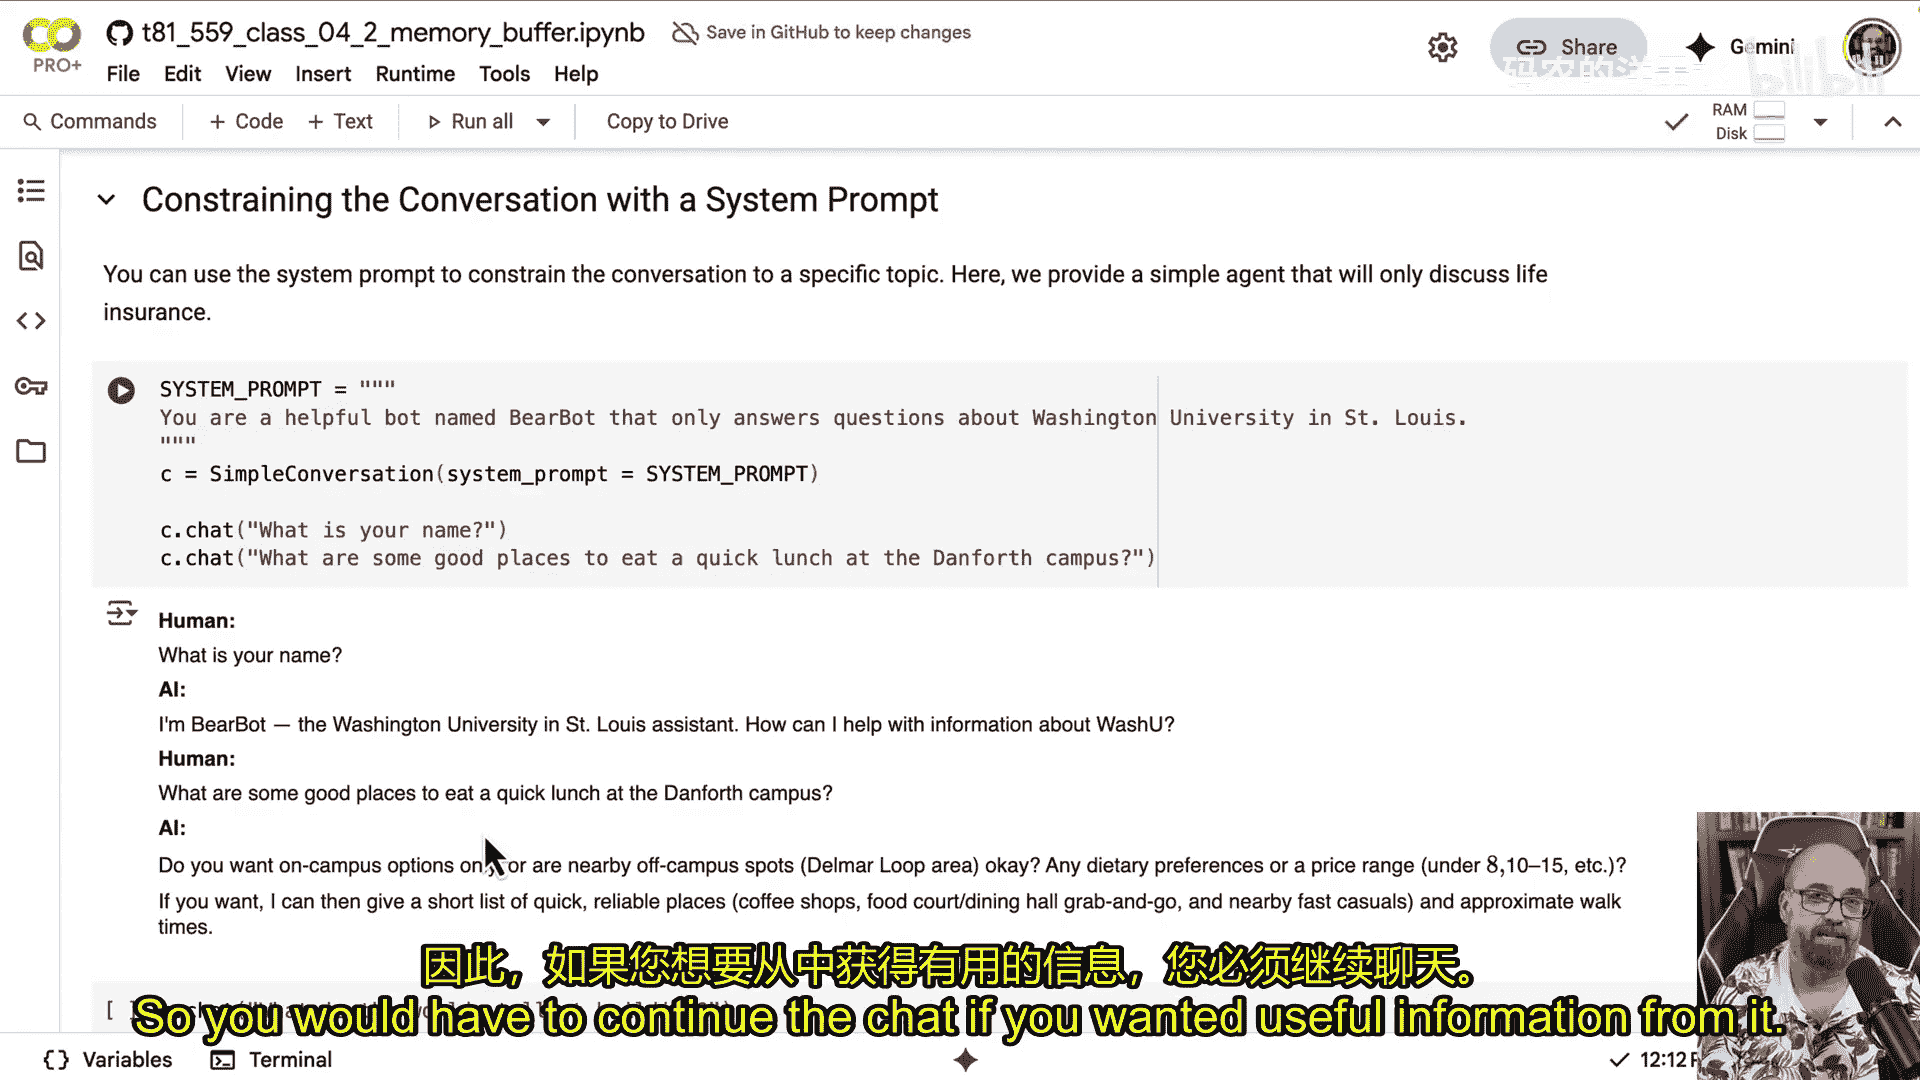 t81_559_class_04_2_memory_buffer.ipynb
Save in GitHub to keep changes
Share
Gemini
PRO+
File Edit View Insert Runtime Tools Help
码农的
bilibili
Commands + Code + Text Run all Copy to Drive
RAM
Disk
Constraining the Conversation with a System Prompt
You can use the system prompt to constrain the conversation to a specific topic. Here, we provide a simple agent that will only discuss life
insurance.
SYSTEM_PROMPT = """
You are a helpful bot named BearBot that only answers questions about Washington University in St. Louis.
"""
c = SimpleConversation(system_prompt = SYSTEM_PROMPT)
c.chat("What is your name?")
c.chat("What are some good places to eat a quick lunch at the Danforth campus?")
Human:
What is your name?
AI:
I'm BearBot — the Washington University in St. Louis assistant. How can I help with information about WashU?
Human:
What are some good places to eat a quick lunch at the Danforth campus?
AI:
Do you want on-campus options or are nearby off-campus spots (Delmar Loop area) okay? Any dietary preferences or a price range (under 8,10–15, etc.)?
If you want, I can then give a short list of quick, reliable places (coffee shops, food court/dining hall grab-and-go, and nearby fast casuals) and approximate walk
times.
因此，如果您想要从中获得有用的信息，您必须继续聊天。
[ ]
So you would have to continue the chat if you wanted useful information from it.
{} Variables Terminal
12:12